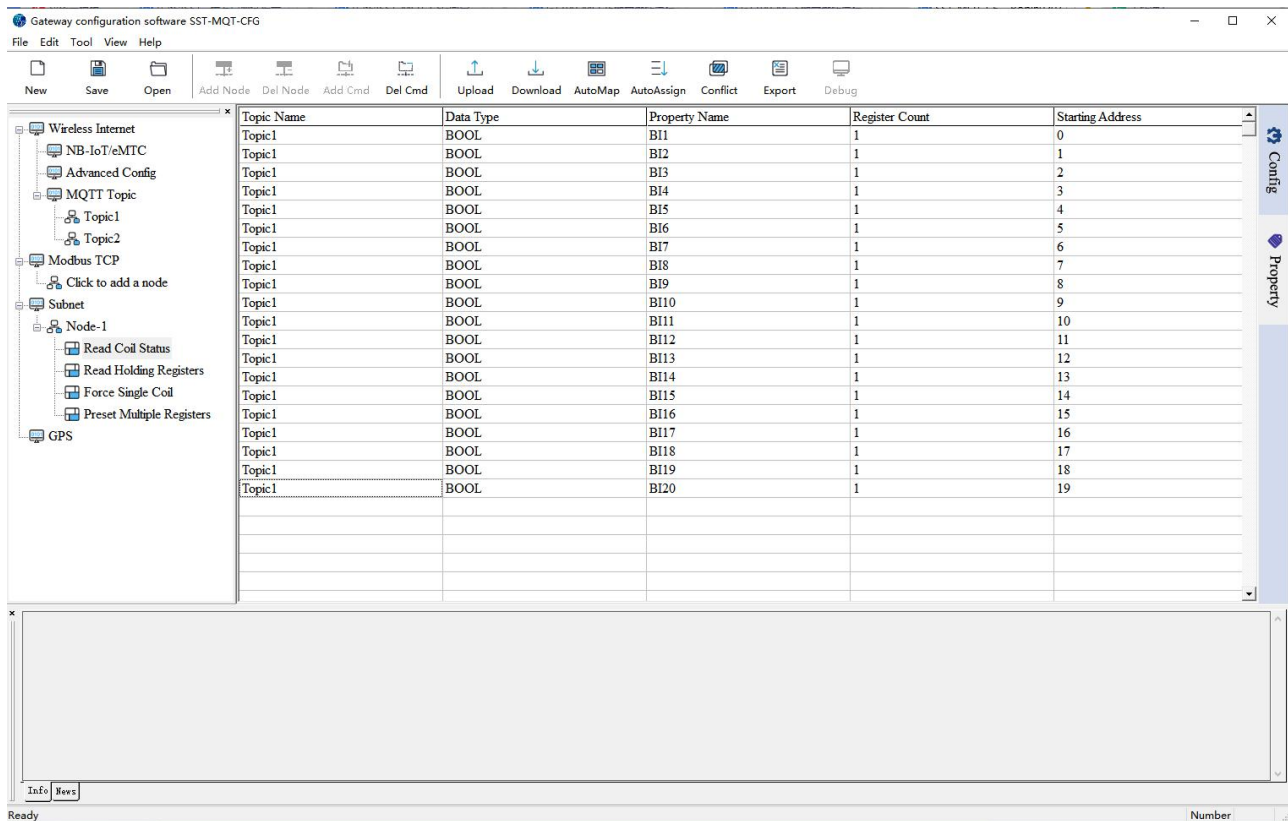 Gateway configuration software SST-MQT-CFG
File Edit Tool View Help
New Save Open Add Node Del Node Add Cmd Del Cmd Upload Download AutoMap AutoAssign Conflict Export Debug
Wireless Internet
NB-IoT/eMTC
Advanced Config
MQTT Topic
Topic1
Topic2
Modbus TCP
Click to add a node
Subnet
Node-1
Read Coil Status
Read Holding Registers
Force Single Coil
Preset Multiple Registers
GPS
Topic Name Data Type Property Name Register Count Starting Address
Topic1 BOOL BI1 1 0
Topic1 BOOL BI2 1 1
Topic1 BOOL BI3 1 2
Topic1 BOOL BI4 1 3
Topic1 BOOL BI5 1 4
Topic1 BOOL BI6 1 5
Topic1 BOOL BI7 1 6
Topic1 BOOL BI8 1 7
Topic1 BOOL BI9 1 8
Topic1 BOOL BI10 1 9
Topic1 BOOL BI11 1 10
Topic1 BOOL BI12 1 11
Topic1 BOOL BI13 1 12
Topic1 BOOL BI14 1 13
Topic1 BOOL BI15 1 14
Topic1 BOOL BI16 1 15
Topic1 BOOL BI17 1 16
Topic1 BOOL BI18 1 17
Topic1 BOOL BI19 1 18
Topic1 BOOL BI20 1 19
Config
Property
Info News
Ready Number